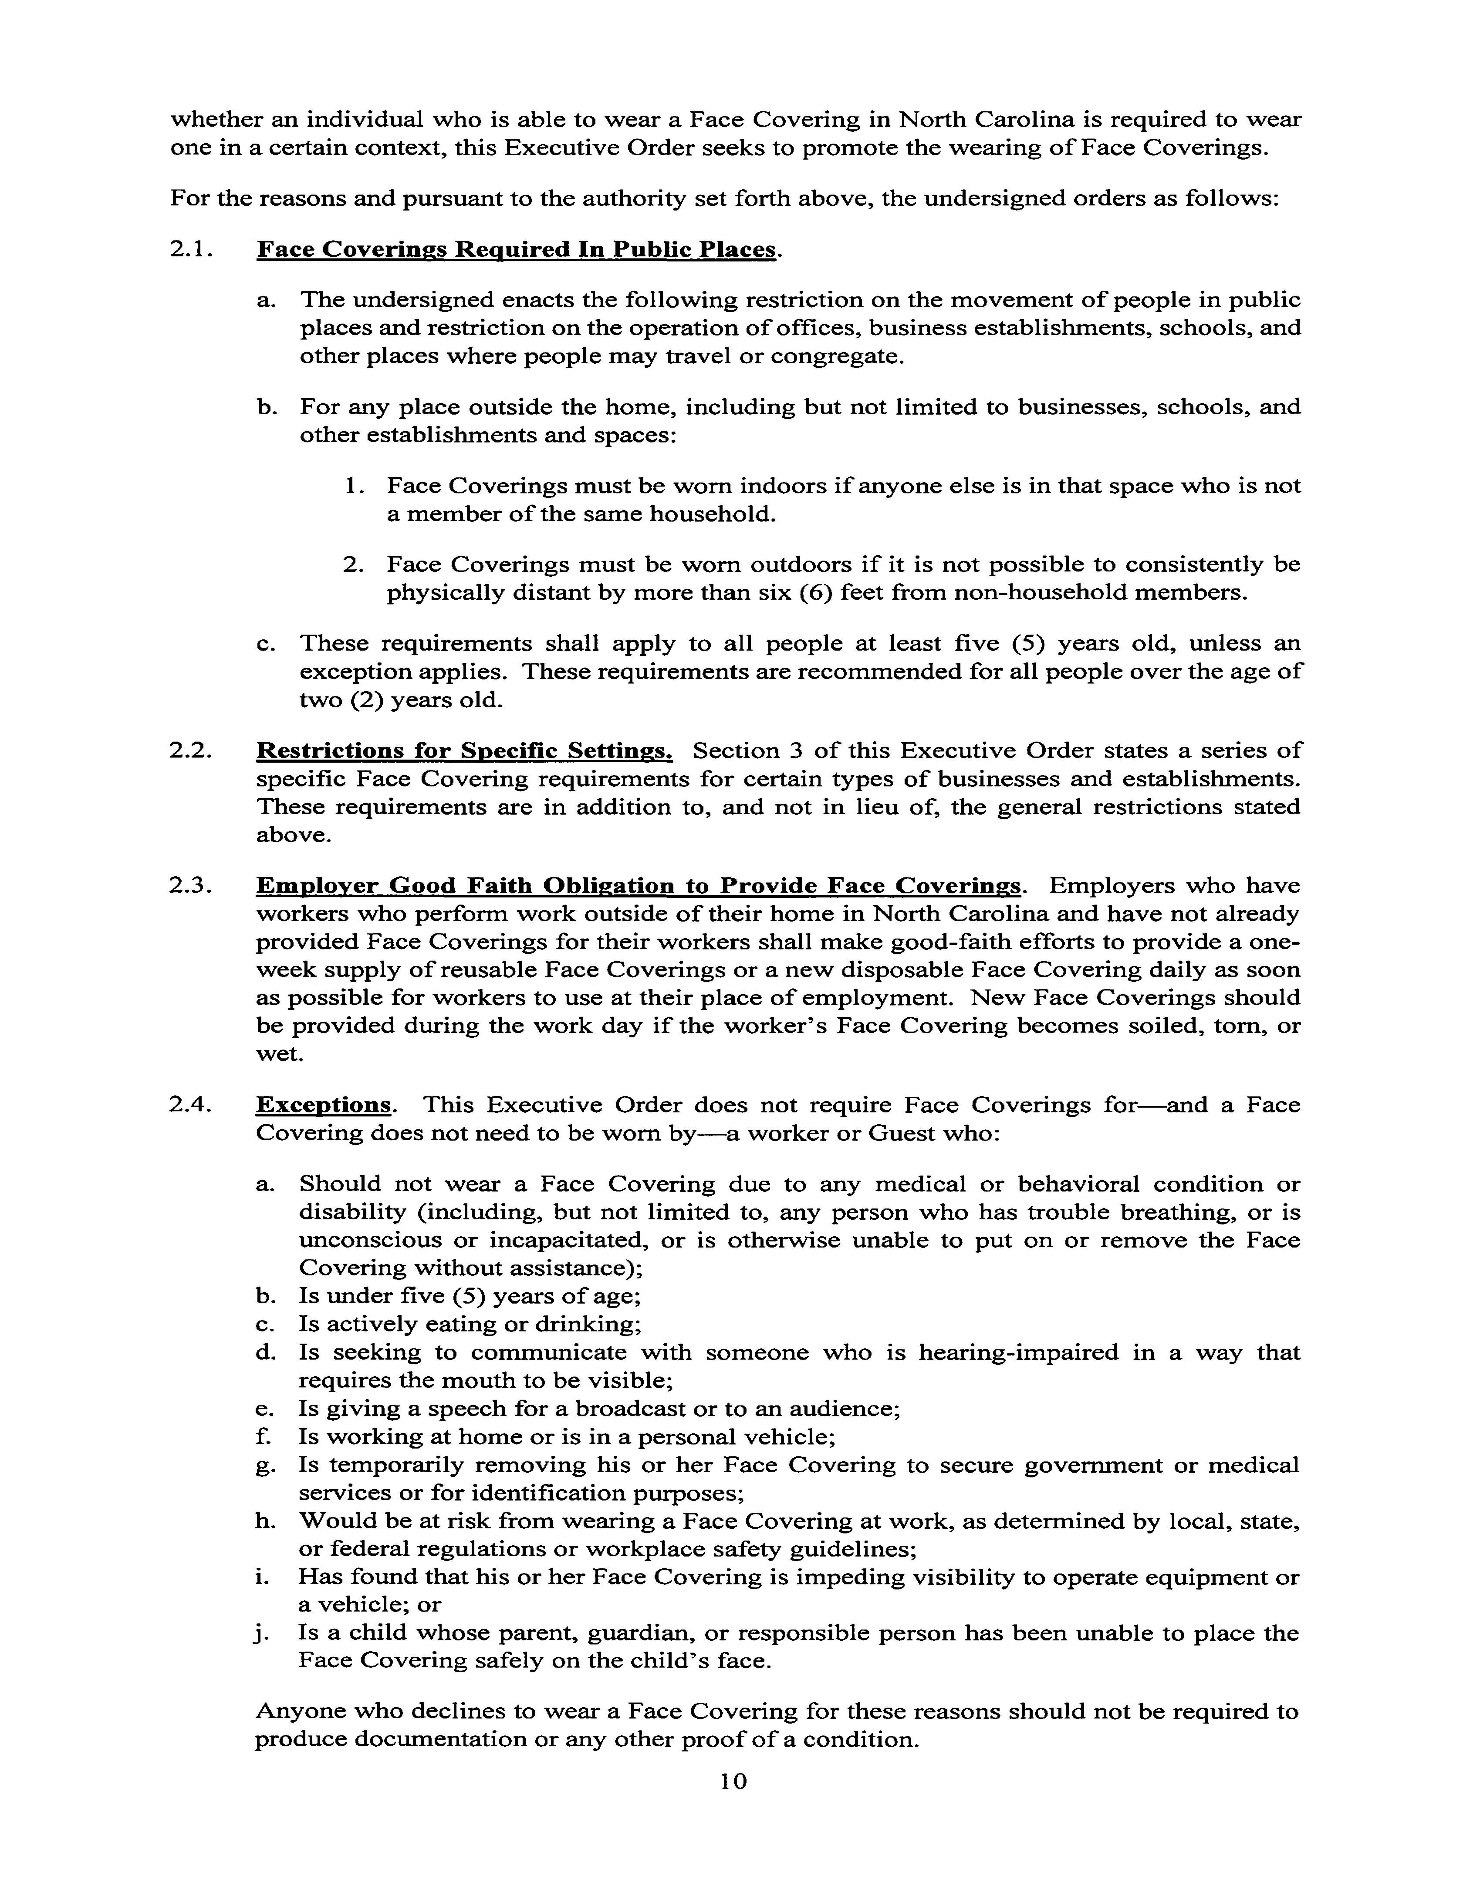 whether an individual who is able to wear a Face Covering in North Carolina is required to wear
one in a certain context, this Executive Order seeks to promote the wearing of Face Coverings.
For the reasons and pursuant to the authority set forth above, the undersigned orders as follows:
2.1. Face Coverings Required In Public Places.
a. The undersigned enacts the following restriction on the movement of people in public
places and restriction on the operation of offices, business establishments, schools, and
other places where people may travel or congregate.
b. For any place outside the home, including but not limited to businesses, schools, and
other establishments and spaces:
1. Face Coverings must be worn indoors if anyone else is in that space who is not
a member of the same household.
2. Face Coverings must be worn outdoors if it is not possible to consistently be
physically distant by more than six (6) feet from non-household members.
c. These requirements shall apply to all people at least five (5) years old, unless an
exception applies. These requirements are recommended for all people over the age of
two (2) years old.
2.2. Restrictions for Specific Settings. Section 3 of this Executive Order states a series of
specific Face Covering requirements for certain types of businesses and establishments.
These requirements are in addition to, and not in lieu of, the general restrictions stated
above.
2.3. Employer Good Faith Obligation to Provide Face Coverings. Employers who have
workers who perform work outside of their home in North Carolina and have not already
provided Face Coverings for their workers shall make good-faith efforts to provide a one-
week supply of reusable Face Coverings or a new disposable Face Covering daily as soon
as possible for workers to use at their place of employment. New Face Coverings should
be provided during the work day if the worker's Face Covering becomes soiled, torn, or
wet.
2.4. Exceptions. This Executive Order does not require Face Coverings for—and a Face
Covering does not need to be worn by—a worker or Guest who:
a. Should not wear a Face Covering due to any medical or behavioral condition or
disability (including, but not limited to, any person who has trouble breathing, or is
unconscious or incapacitated, or is otherwise unable to put on or remove the Face
Covering without assistance);
b. Is under five (5) years of age;
c. Is actively eating or drinking;
d. Is seeking to communicate with someone who is hearing-impaired in a way that
requires the mouth to be visible;
e. Is giving a speech for a broadcast or to an audience;
f. Is working at home or is in a personal vehicle;
g. Is temporarily removing his or her Face Covering to secure government or medical
services or for identification purposes;
h. Would be at risk from wearing a Face Covering at work, as determined by local, state,
or federal regulations or workplace safety guidelines;
i. Has found that his or her Face Covering is impeding visibility to operate equipment or
a vehicle; or
j. Is a child whose parent, guardian, or responsible person has been unable to place the
Face Covering safely on the child's face.
Anyone who declines to wear a Face Covering for these reasons should not be required to
produce documentation or any other proof of a condition.
10